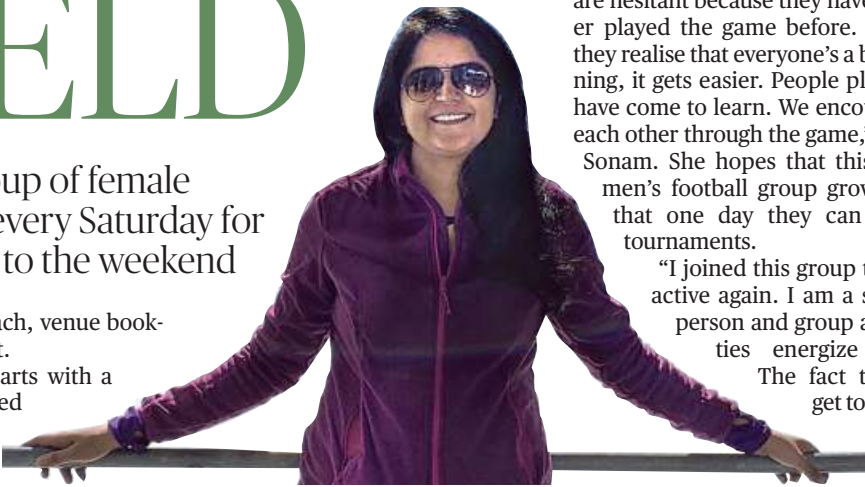 ELD
oup of female
every Saturday for
to the weekend
ach, venue book-
t.
arts with a
ed
are hesitant because they have
er played the game before.
they realise that everyone's a b
ning, it gets easier. People pl
have come to learn. We encou
each other through the game,"
Sonam. She hopes that this
men's football group grow
that one day they can
tournaments.
"I joined this group t
active again. I am a s
person and group a
ties energize
The fact t
get to